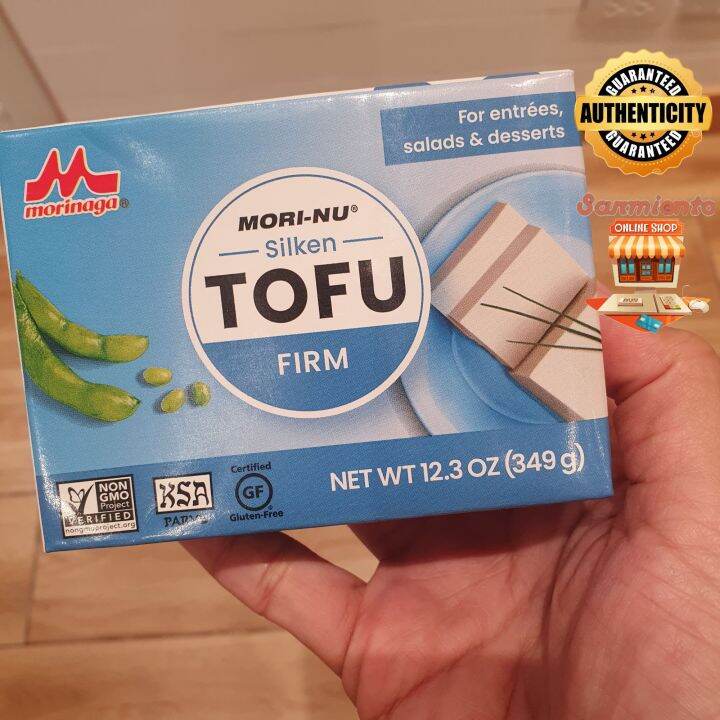 For entrées,
salads & desserts
morinaga®
MORI-NU®
Silken
TOFU
FIRM
NON
GMO
Project
VERIFIED
nongmoproject.org
KSA
Certified
GF
Gluten-Free
NET WT 12.3 OZ (349 g)
GUARANTEED
AUTHENTICITY
GUARANTEED
Sarmiento
ONLINE SHOP